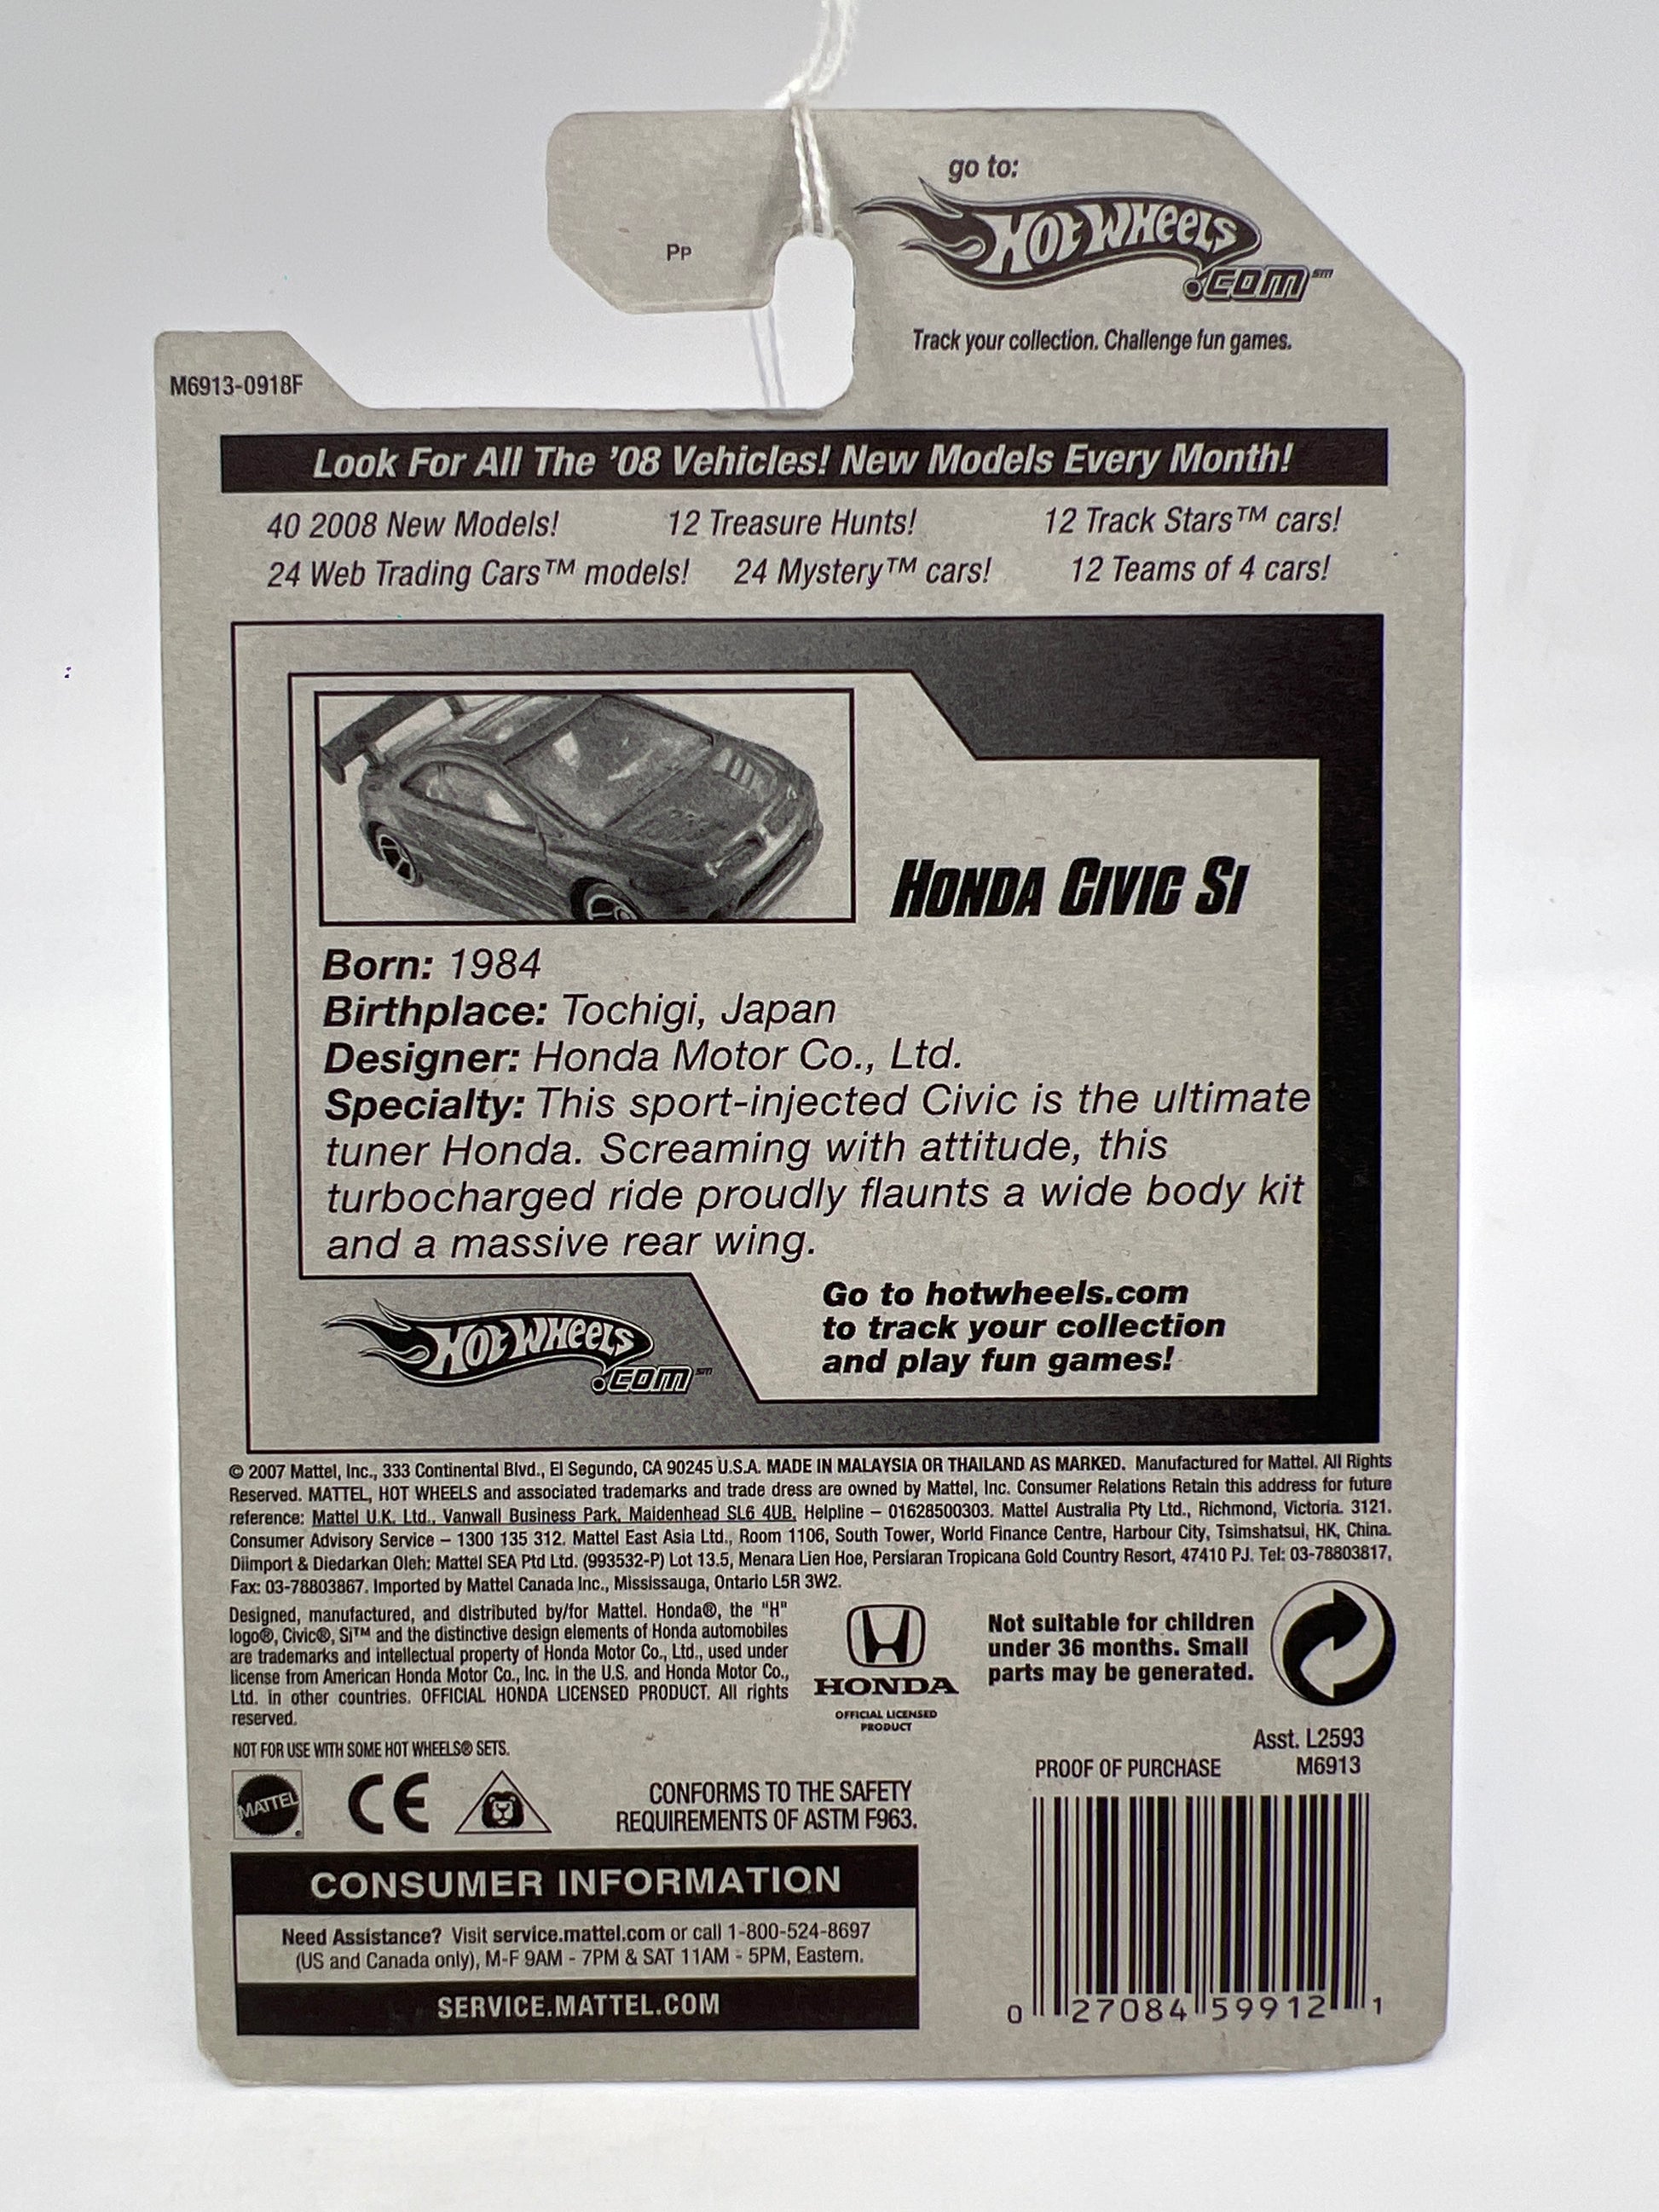 go to:
HOT WHEELS
.COM℠
PP
Track your collection. Challenge fun games.
M6913-0918F
Look For All The '08 Vehicles! New Models Every Month!
40 2008 New Models! 12 Treasure Hunts! 12 Track Stars™ cars!
24 Web Trading Cars™ models! 24 Mystery™ cars! 12 Teams of 4 cars!
HONDA CIVIC SI
Born: 1984
Birthplace: Tochigi, Japan
Designer: Honda Motor Co., Ltd.
Specialty: This sport-injected Civic is the ultimate
tuner Honda. Screaming with attitude, this
turbocharged ride proudly flaunts a wide body kit
and a massive rear wing.
HOT WHEELS
.COM℠
Go to hotwheels.com
to track your collection
and play fun games!
© 2007 Mattel, Inc., 333 Continental Blvd., El Segundo, CA 90245 U.S.A. MADE IN MALAYSIA OR THAILAND AS MARKED. Manufactured for Mattel. All Rights
Reserved. MATTEL, HOT WHEELS and associated trademarks and trade dress are owned by Mattel, Inc. Consumer Relations Retain this address for future
reference: Mattel U.K. Ltd., Vanwall Business Park, Maidenhead SL6 4UB, Helpline – 01628500303. Mattel Australia Pty Ltd., Richmond, Victoria. 3121.
Consumer Advisory Service – 1300 135 312. Mattel East Asia Ltd., Room 1106, South Tower, World Finance Centre, Harbour City, Tsimshatsui, HK, China.
Diimport & Diedarkan Oleh: Mattel SEA Ptd Ltd. (993532-P) Lot 13.5, Menara Lien Hoe, Persiaran Tropicana Gold Country Resort, 47410 PJ. Tel: 03-78803817,
Fax: 03-78803867. Imported by Mattel Canada Inc., Mississauga, Ontario L5R 3W2.
Designed, manufactured, and distributed by/for Mattel. Honda®, the "H"
logo®, Civic®, Si™ and the distinctive design elements of Honda automobiles
are trademarks and intellectual property of Honda Motor Co., Ltd., used under
license from American Honda Motor Co., Inc. in the U.S. and Honda Motor Co.,
Ltd. in other countries. OFFICIAL HONDA LICENSED PRODUCT. All rights
reserved.
HONDA
OFFICIAL LICENSED
PRODUCT
Not suitable for children
under 36 months. Small
parts may be generated.
NOT FOR USE WITH SOME HOT WHEELS® SETS.
MATTEL
CE
CONFORMS TO THE SAFETY
REQUIREMENTS OF ASTM F963.
Asst. L2593
PROOF OF PURCHASE M6913
CONSUMER INFORMATION
Need Assistance? Visit service.mattel.com or call 1-800-524-8697
(US and Canada only), M-F 9AM - 7PM & SAT 11AM - 5PM, Eastern.
SERVICE.MATTEL.COM
0 27084 59912 1